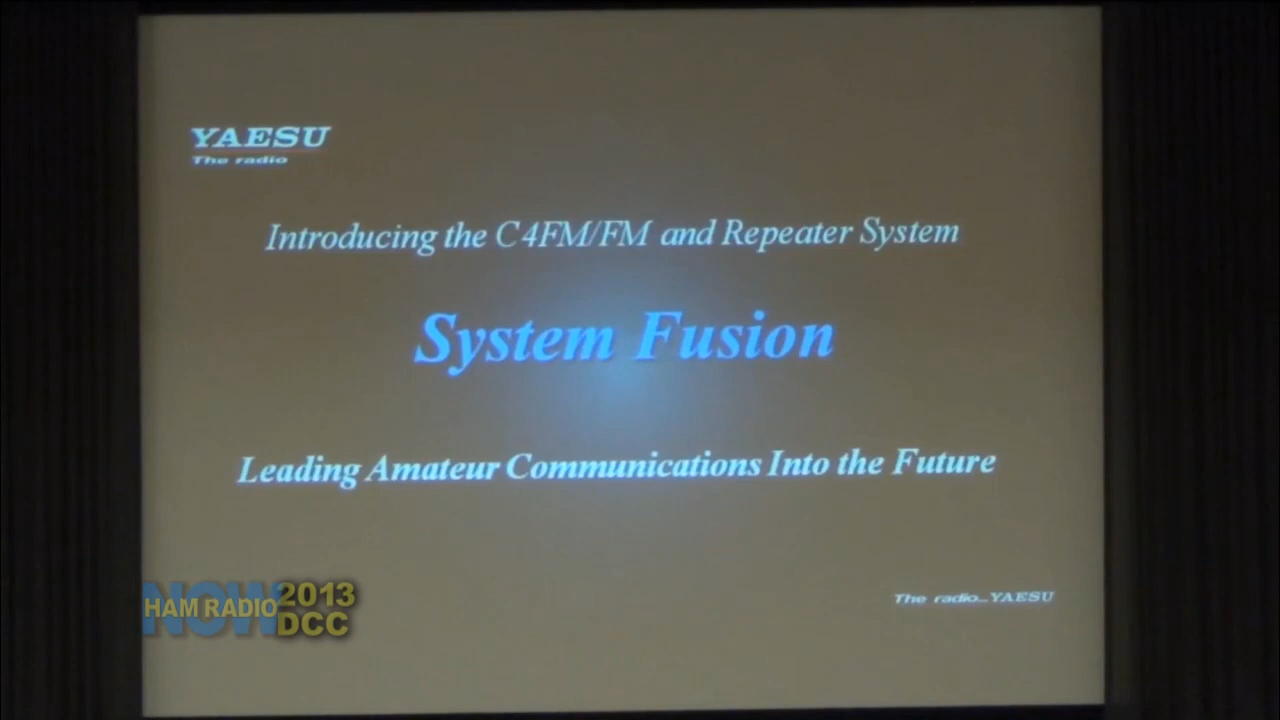 YAESU
The radio
Introducing the C4FM/FM and Repeater System
System Fusion
Leading Amateur Communications Into the Future
The radio...YAESU
NOW
HAM RADIO
2013
DCC